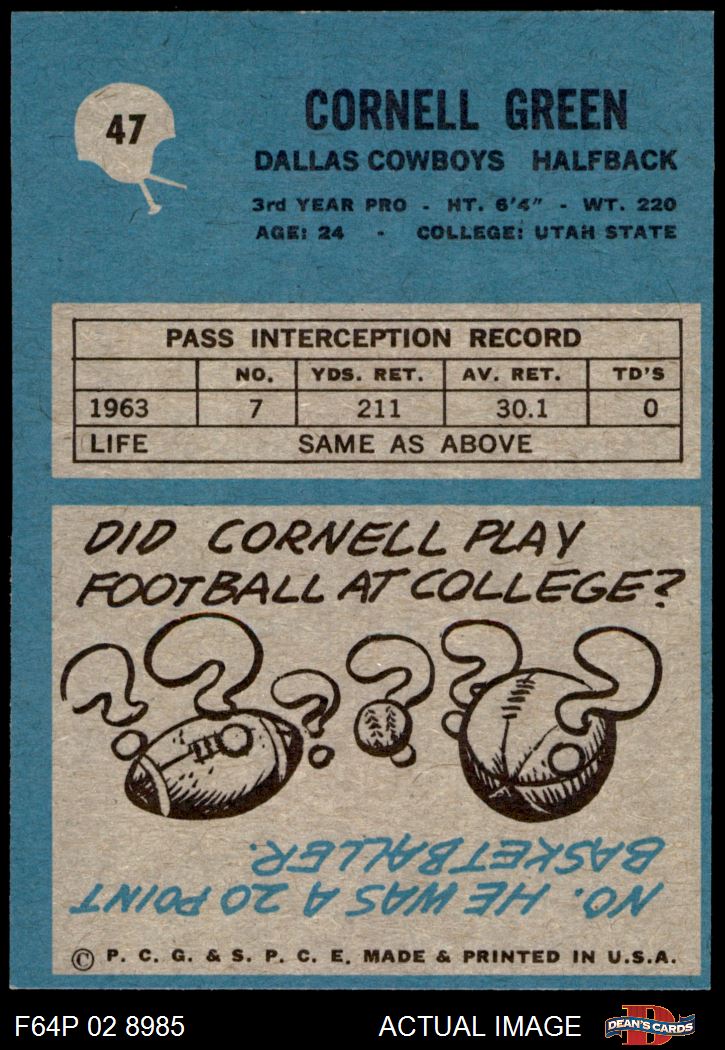 47
CORNELL GREEN
DALLAS COWBOYS HALFBACK
3rd YEAR PRO - HT. 6'4" - WT. 220
AGE: 24 - COLLEGE: UTAH STATE
PASS INTERCEPTION RECORD
NO. YDS. RET. AV. RET. TD'S
1963 7 211 30.1 0
LIFE SAME AS ABOVE
DID CORNELL PLAY
FOOTBALL AT COLLEGE?
NO. HE WAS A 20 POINT
BASKETBALLER.
© P. C. G. & S. P. C. E. MADE & PRINTED IN U.S.A.
F64P 02 8985 ACTUAL IMAGE
D
DEAN'S CARDS